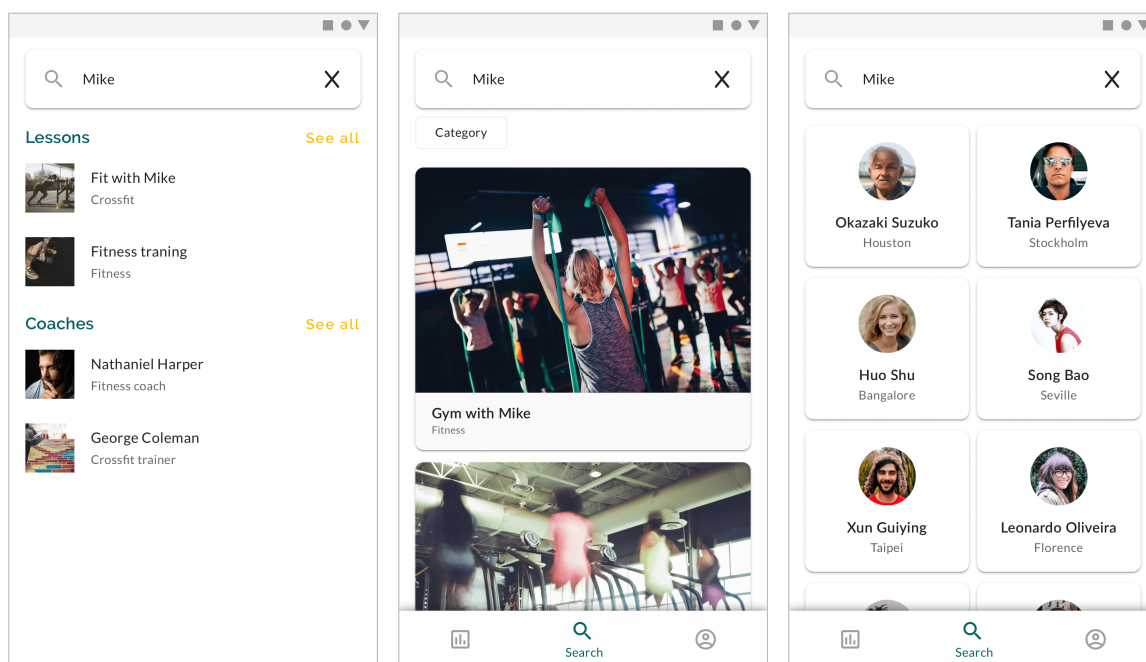 Mike
Lessons See all
Fit with Mike
Crossfit
Fitness traning
Fitness
Coaches See all
Nathaniel Harper
Fitness coach
George Coleman
Crossfit trainer
Mike
Category
Gym with Mike
Fitness
Search
Mike
Okazaki Suzuko
Houston
Tania Perfilyeva
Stockholm
Huo Shu
Bangalore
Song Bao
Seville
Xun Guiying
Taipei
Leonardo Oliveira
Florence
Search